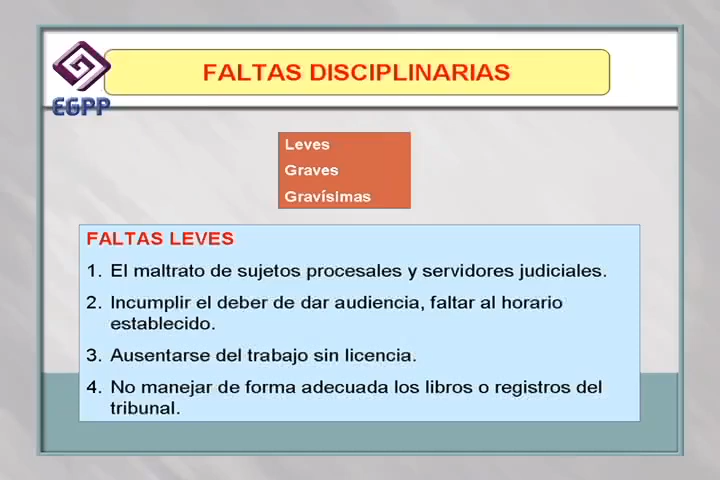 FALTAS DISCIPLINARIAS
EGPP
Leves
Graves
Gravísimas
FALTAS LEVES
1. El maltrato de sujetos procesales y servidores judiciales.
2. Incumplir el deber de dar audiencia, faltar al horario
establecido.
3. Ausentarse del trabajo sin licencia.
4. No manejar de forma adecuada los libros o registros del
tribunal.